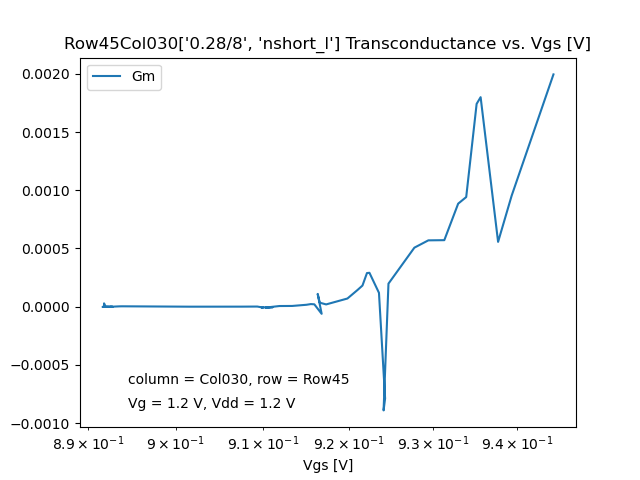 Row45Col030['0.28/8', 'nshort_l'] Transconductance vs. Vgs [V]
Gm
0.0020
0.0015
0.0010
0.0005
0.0000
−0.0005
−0.0010
column = Col030, row = Row45
Vg = 1.2 V, Vdd = 1.2 V
8.9 × 10⁻¹ 9 × 10⁻¹ 9.1 × 10⁻¹ 9.2 × 10⁻¹ 9.3 × 10⁻¹ 9.4 × 10⁻¹
Vgs [V]